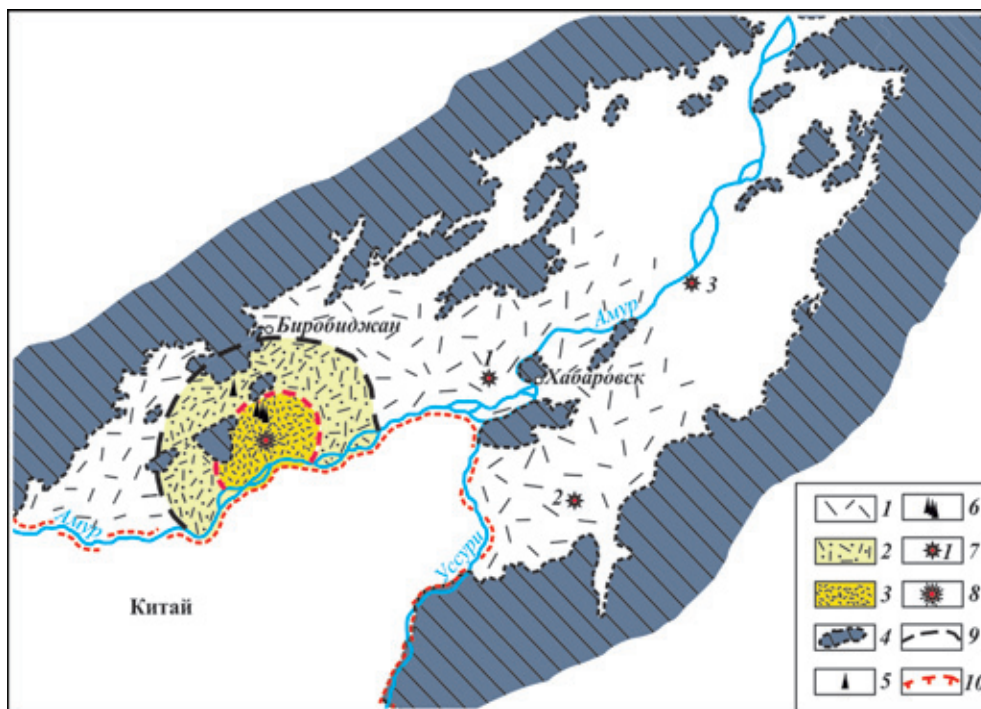 3
Амур
Биробиджан
1
Хабаровск
2
Амур
Уссури
Китай
1 6
2 1 7
3 8
4 9
5 10